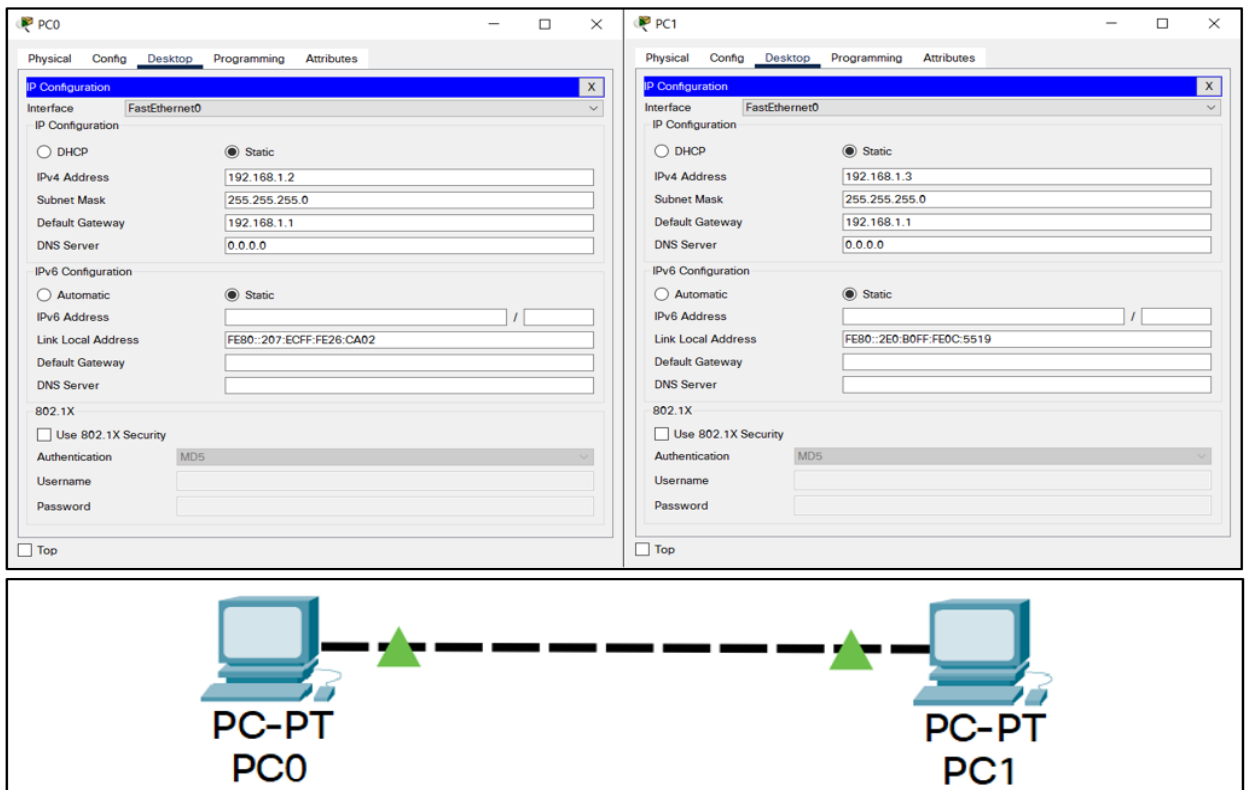 PC0
Physical Config Desktop Programming Attributes
IP Configuration X
Interface FastEthernet0
IP Configuration
DHCP Static
IPv4 Address 192.168.1.2
Subnet Mask 255.255.255.0
Default Gateway 192.168.1.1
DNS Server 0.0.0.0
IPv6 Configuration
Automatic Static
IPv6 Address /
Link Local Address FE80::207:ECFF:FE26:CA02
Default Gateway
DNS Server
802.1X
Use 802.1X Security
Authentication MD5
Username
Password
Top
PC1
Physical Config Desktop Programming Attributes
IP Configuration X
Interface FastEthernet0
IP Configuration
DHCP Static
IPv4 Address 192.168.1.3
Subnet Mask 255.255.255.0
Default Gateway 192.168.1.1
DNS Server 0.0.0.0
IPv6 Configuration
Automatic Static
IPv6 Address /
Link Local Address FE80::2E0:B0FF:FE0C:5519
Default Gateway
DNS Server
802.1X
Use 802.1X Security
Authentication MD5
Username
Password
Top
PC-PT
PC0
PC-PT
PC1